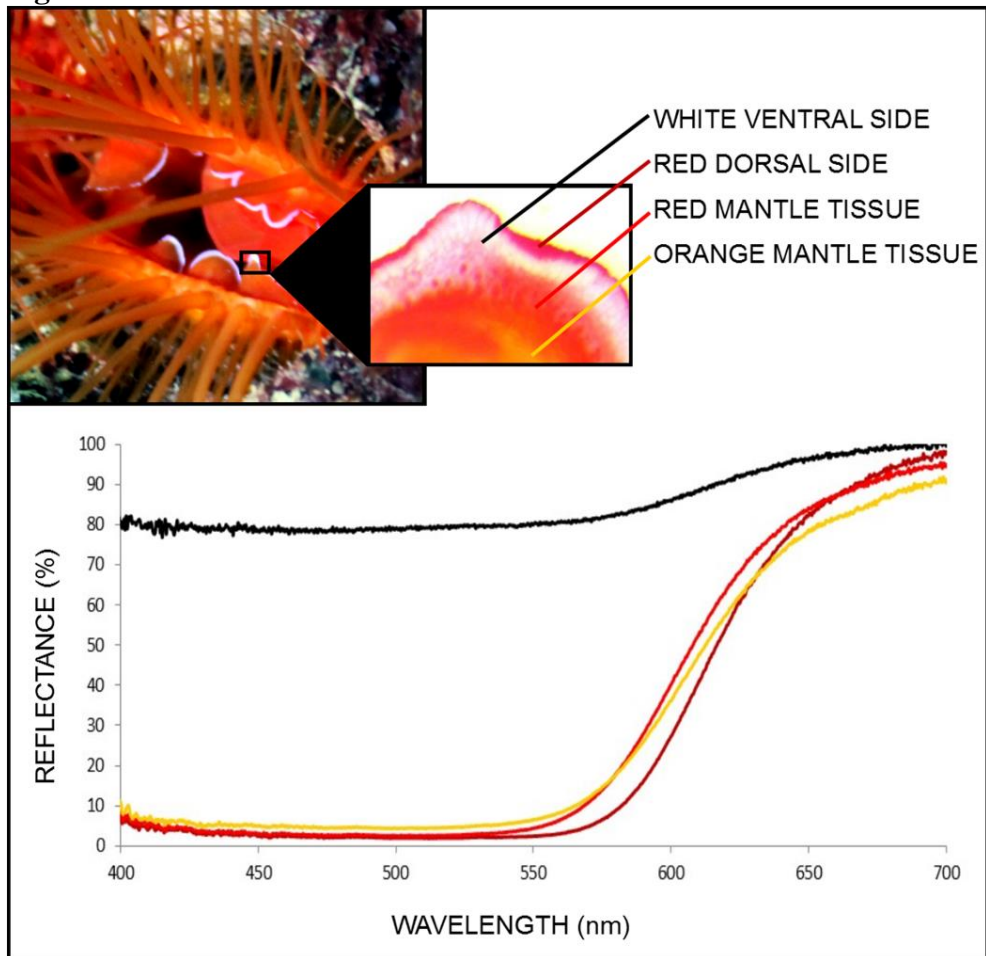 WHITE VENTRAL SIDE
RED DORSAL SIDE
RED MANTLE TISSUE
ORANGE MANTLE TISSUE
100
90
80
70
60
50
40
30
20
10
0
REFLECTANCE (%)
400 450 500 550 600 650 700
WAVELENGTH (nm)